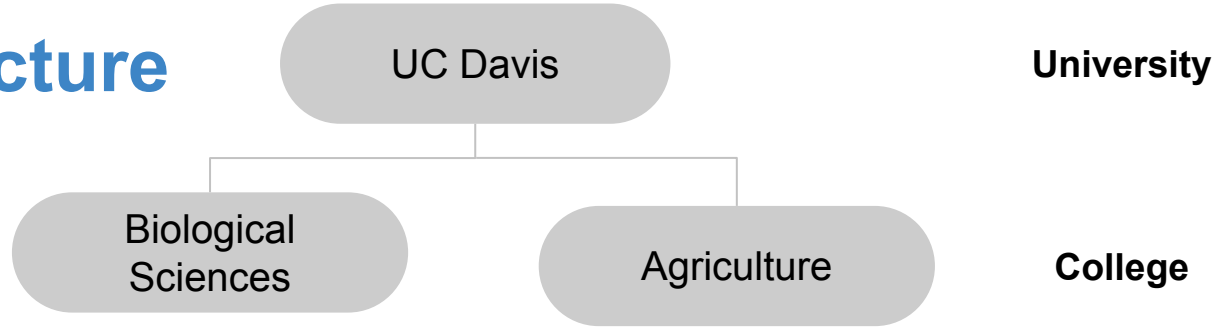 cture
UC Davis
University
Biological
Sciences
Agriculture
College